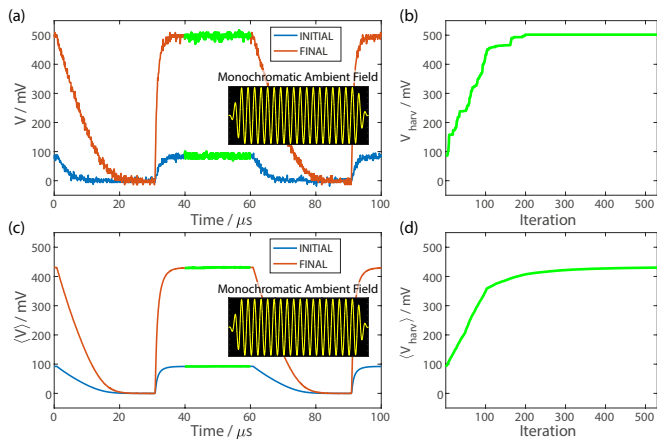 (a)
500
400
300
200
100
0
V / mV
INITIAL
FINAL
Monochromatic Ambient Field
0 20 40 60 80 100
Time / μs
(b)
500
400
300
200
100
0
V harv / mV
100 200 300 400 500
Iteration
(c)
500
400
300
200
100
0
⟨V⟩ / mV
INITIAL
FINAL
Monochromatic Ambient Field
0 20 40 60 80 100
Time / μs
(d)
500
400
300
200
100
0
⟨V harv⟩ / mV
100 200 300 400 500
Iteration